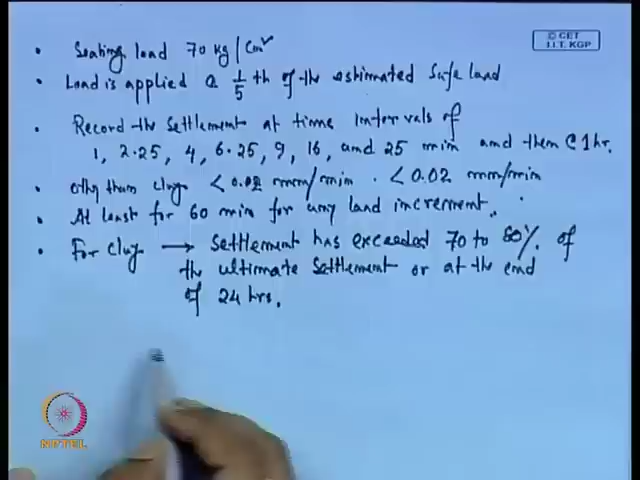 © CET
I.I.T. KGP
• Seating load 70 kg/cm²
• Load is applied @ 1/5 th of the estimated safe load
• Record the settlement at time intervals of
1, 2.25, 4, 6.25, 9, 16, and 25 min and then @ 1 hr.
• other than clay < 0.02 mm/min . < 0.02 mm/min
• At least for 60 min for any load increment.
• For clay → Settlement has exceeded 70 to 80% of
the ultimate settlement or at the end
of 24 hrs.
NPTEL